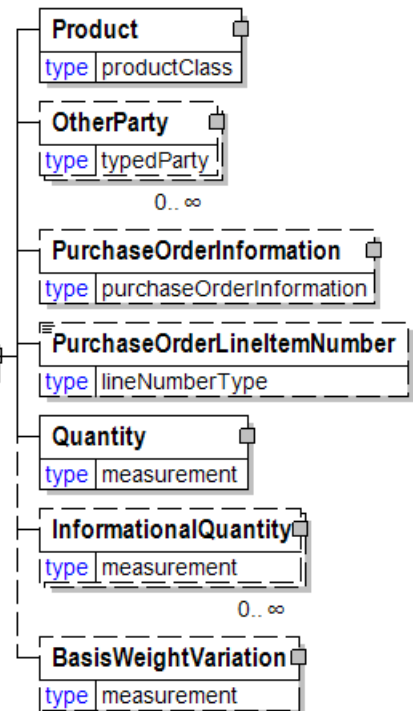 Product
type productClass
OtherParty
type typedParty
0.. ∞
PurchaseOrderInformation
type purchaseOrderInformation
PurchaseOrderLineItemNumber
type lineNumberType
Quantity
type measurement
InformationalQuantity
type measurement
0.. ∞
BasisWeightVariation
type measurement